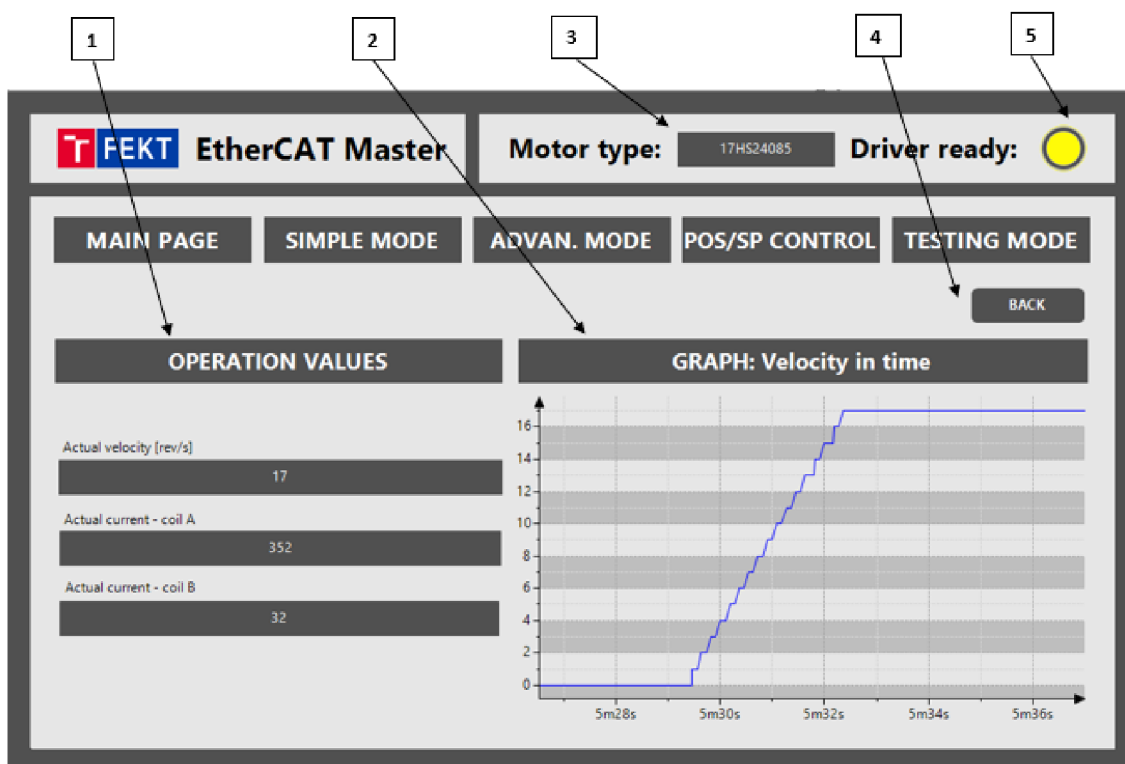 1
2
3
4
5
T FEKT EtherCAT Master
Motor type: 17HS24085 Driver ready:
MAIN PAGE SIMPLE MODE ADVAN. MODE POS/SP CONTROL TESTING MODE
BACK
OPERATION VALUES
Actual velocity [rev/s]
17
Actual current - coil A
352
Actual current - coil B
32
GRAPH: Velocity in time
16
14
12
10
8
6
4
2
0
5m28s 5m30s 5m32s 5m34s 5m36s